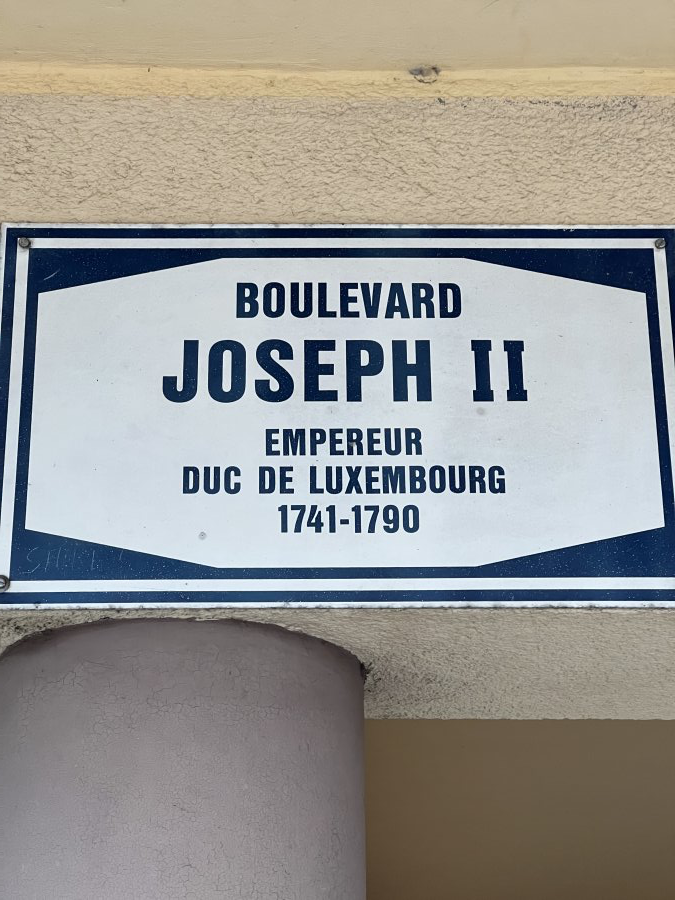 BOULEVARD
JOSEPH II
EMPEREUR
DUC DE LUXEMBOURG
1741-1790